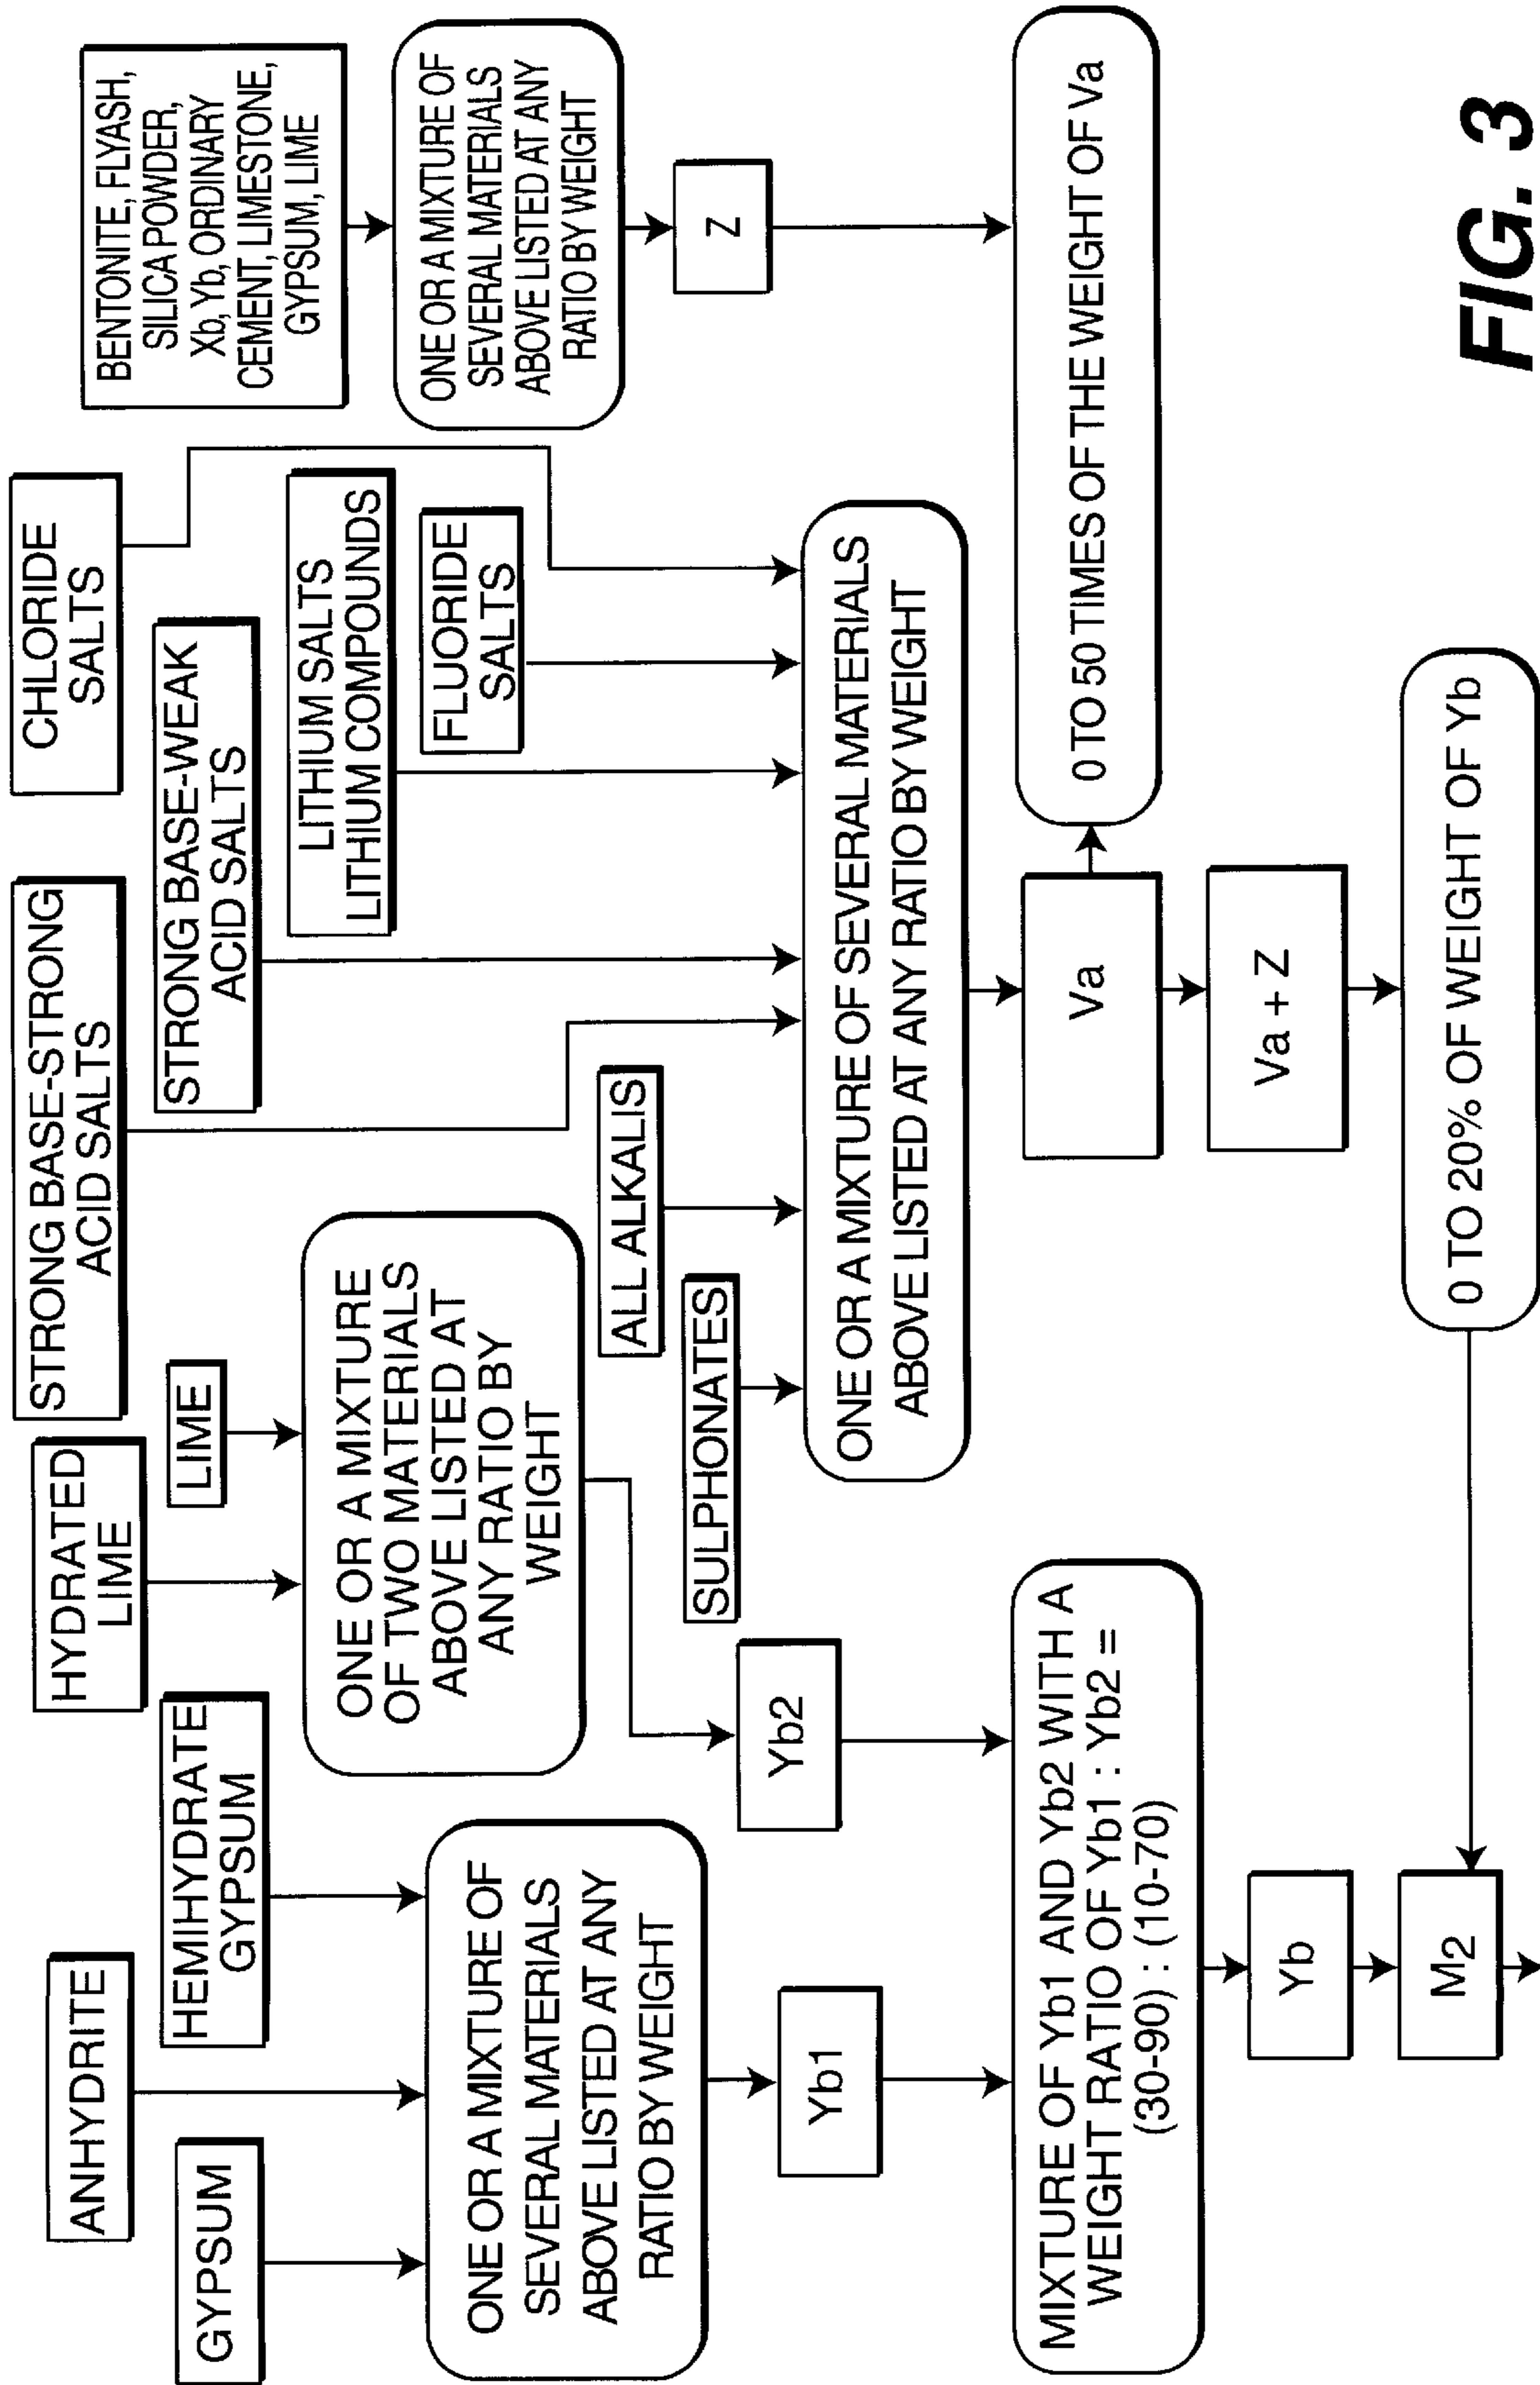 GYPSUM
ANHYDRITE
HEMIHYDRATE
GYPSUM
HYDRATED
LIME
LIME
STRONG BASE-STRONG
ACID SALTS
STRONG BASE-WEAK
ACID SALTS
CHLORIDE
SALTS
LITHIUM SALTS
LITHIUM COMPOUNDS
FLUORIDE
SALTS
ALL ALKALIS
SULPHONATES
BENTONITE, FLYASH,
SILICA POWDER,
Xb, Yb, ORDINARY
CEMENT, LIMESTONE,
GYPSUM, LIME
ONE OR A MIXTURE OF
SEVERAL MATERIALS
ABOVE LISTED AT ANY
RATIO BY WEIGHT
ONE OR A MIXTURE
OF TWO MATERIALS
ABOVE LISTED AT
ANY RATIO BY
WEIGHT
ONE OR A MIXTURE OF SEVERAL MATERIALS
ABOVE LISTED AT ANY RATIO BY WEIGHT
ONE OR A MIXTURE OF
SEVERAL MATERIALS
ABOVE LISTED AT ANY
RATIO BY WEIGHT
Yb1
Yb2
Va
Z
MIXTURE OF Yb1 AND Yb2 WITH A
WEIGHT RATIO OF Yb1 : Yb2 =
(30-90) : (10-70)
0 TO 50 TIMES OF THE WEIGHT OF Va
Va + Z
Yb
0 TO 20% OF WEIGHT OF Yb
M2
FIG. 3